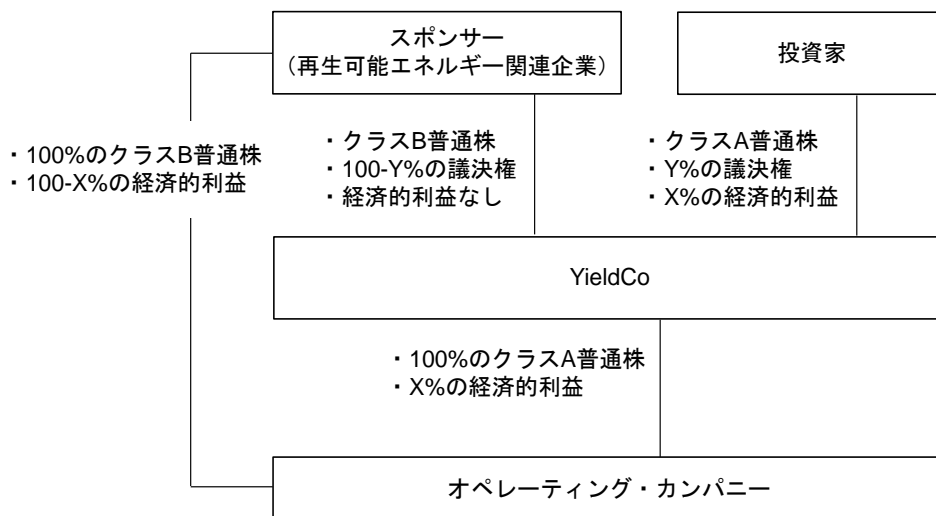 スポンサー
（再生可能エネルギー関連企業）
投資家
・100%のクラスB普通株
・100-X%の経済的利益
・クラスB普通株
・100-Y%の議決権
・経済的利益なし
・クラスA普通株
・Y%の議決権
・X%の経済的利益
YieldCo
・100%のクラスA普通株
・X%の経済的利益
オペレーティング・カンパニー